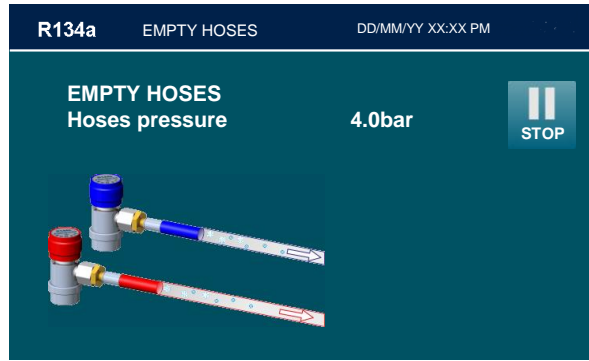 R134a EMPTY HOSES DD/MM/YY XX:XX PM
EMPTY HOSES
Hoses pressure 4.0bar
STOP